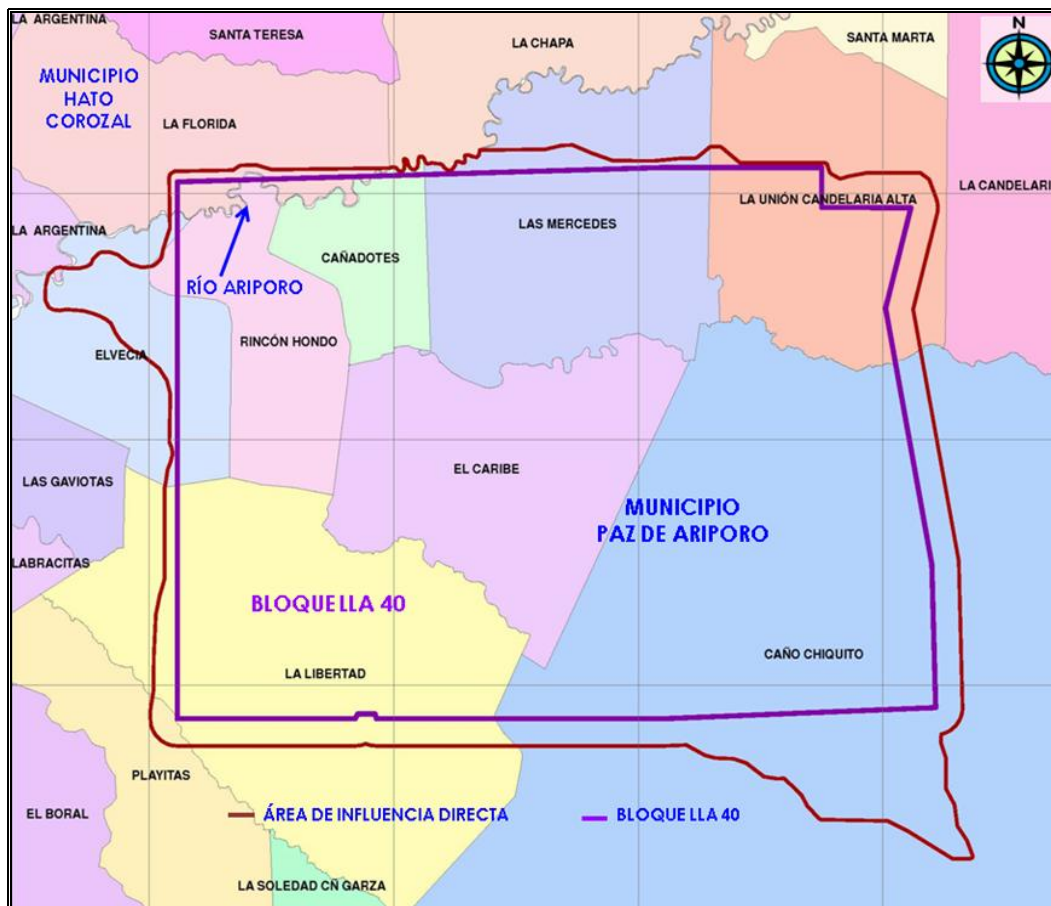 LA ARGENTINA
SANTA TERESA
LA CHAPA
SANTA MARTA
N
MUNICIPIO
HATO
COROZAL
LA FLORIDA
LA UNIÓN CANDELARIA ALTA
LA CANDELARI
LAS MERCEDES
LA ARGENTINA
CAÑADOTES
RÍO ARIPORO
RINCÓN HONDO
ELVECIA
EL CARIBE
LAS GAVIOTAS
MUNICIPIO
PAZ DE ARIPORO
LABRACITAS
BLOQUE LLA 40
CAÑO CHIQUITO
LA LIBERTAD
PLAYITAS
EL BORAL
ÁREA DE INFLUENCIA DIRECTA
BLOQUE LLA 40
LA SOLEDAD CÑ GARZA